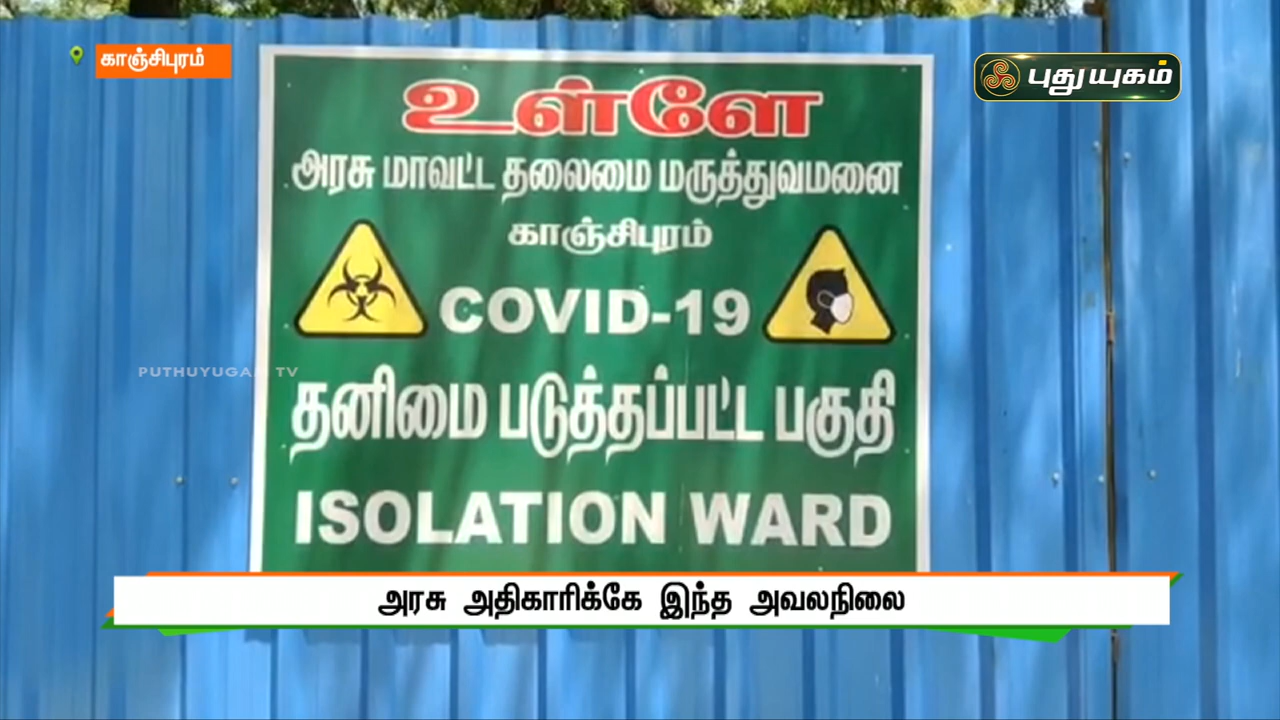 காஞ்சிபுரம்
புதுயுகம்
உள்ளே
அரசு மாவட்ட தலைமை மருத்துவமனை
காஞ்சிபுரம்
COVID-19
PUTHUYUGAM TV
தனிமை படுத்தப்பட்ட பகுதி
ISOLATION WARD
அரசு அதிகாரிக்கே இந்த அவலநிலை